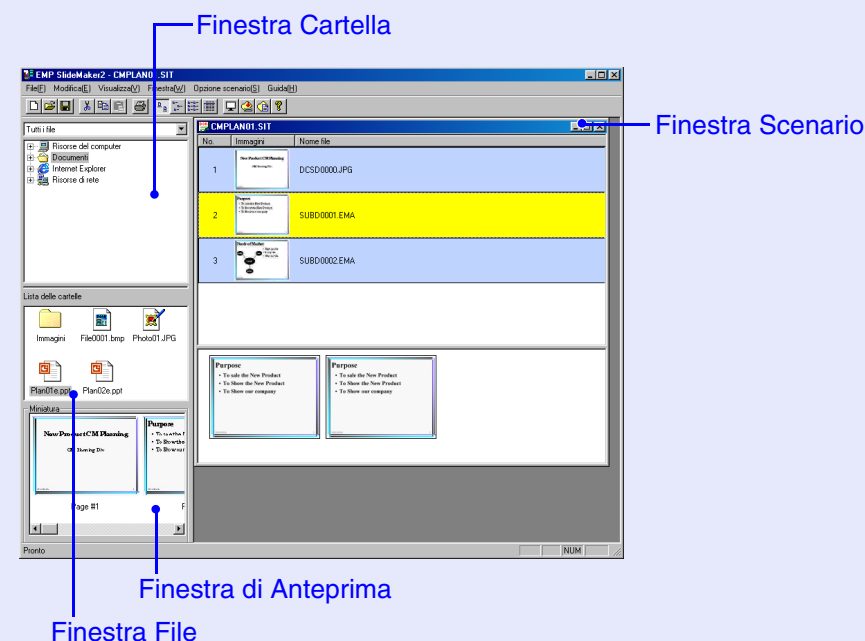 Finestra Cartella
EMP SlideMaker2 - CMPLAN01.SIT
File(F) Modifica(E) Visualizza(V) Finestra(W) Opzione scenario(S) Guida(H)
Tutti i file
Risorse del computer
Documenti
Internet Explorer
Risorse di rete
CMPLAN01.SIT
Finestra Scenario
No. Immagini Nome file
1 New Product CM Planning DCSD0000.JPG
2 Purpose SUBD0001.EMA
3 SUBD0002.EMA
Lista delle cartelle
Immagini File0001.bmp Photo01.JPG
Plan01e.ppt Plan02e.ppt
Purpose
• To sale the New Product
• To Show the New Product
• To Show our company
Purpose
• To sale the New Product
• To Show the New Product
• To Show our company
Miniatura
New Product CM Planning
Purpose
Page #1
Pronto
NUM
Finestra di Anteprima
Finestra File